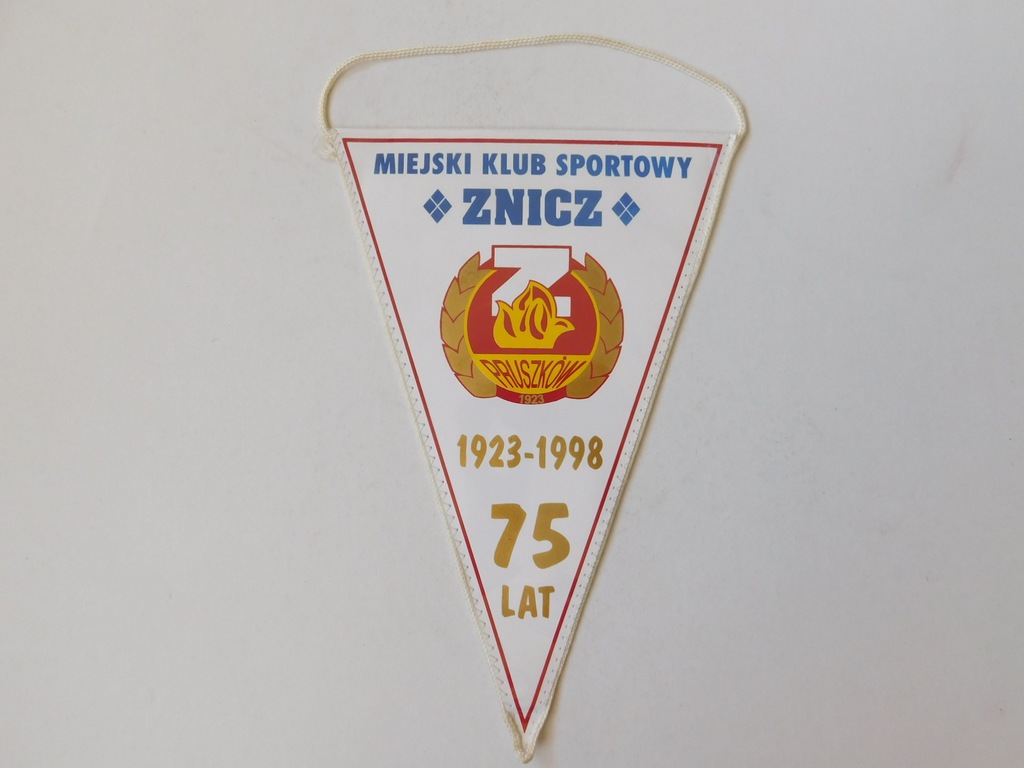 MIEJSKI KLUB SPORTOWY
ZNICZ
Z
PRUSZKÓW
1923
1923-1998
75
LAT